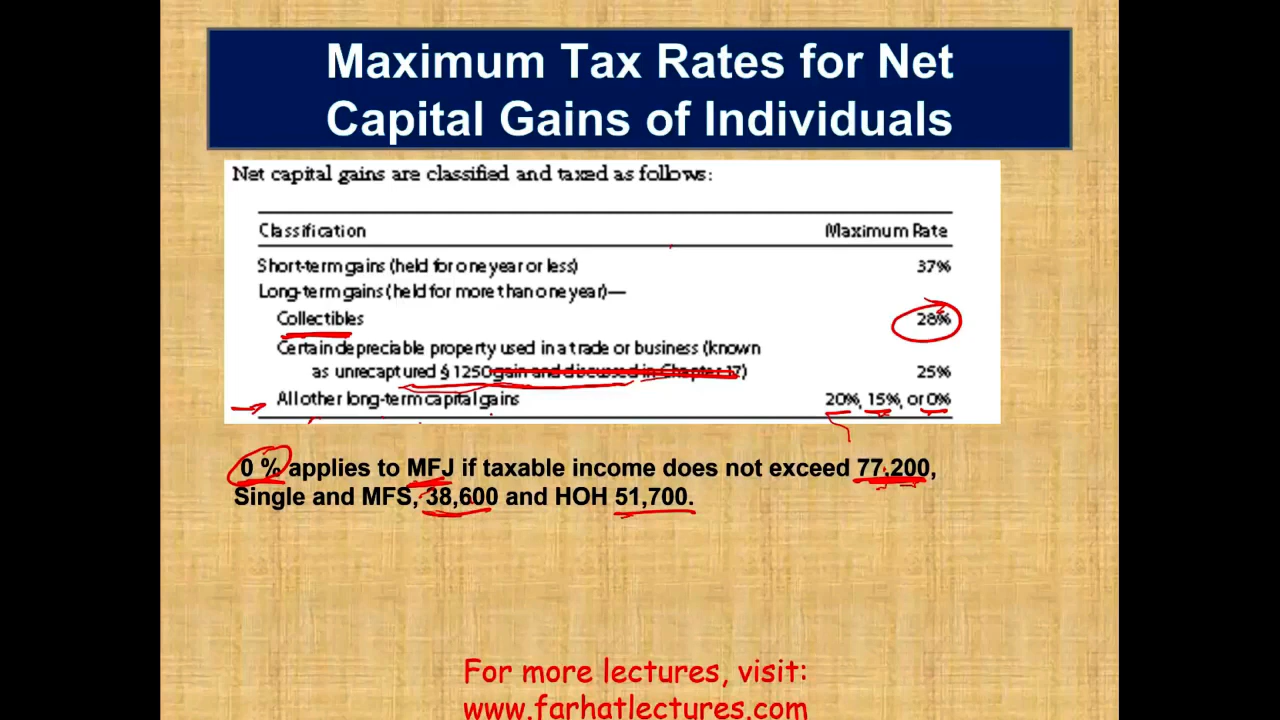 Maximum Tax Rates for Net
Capital Gains of Individuals
Net capital gains are classified and taxed as follows:
Classification Maximum Rate
Short-term gains (held for one year or less) 37%
Long-term gains (held for more than one year)—
Collectibles 28%
Certain depreciable property used in a trade or business (known
as unrecaptured § 1250 gain and discussed in Chapter 17) 25%
All other long-term capital gains 20%, 15%, or 0%
0 % applies to MFJ if taxable income does not exceed 77,200,
Single and MFS, 38,600 and HOH 51,700.
For more lectures, visit:
www.farhatlectures.com